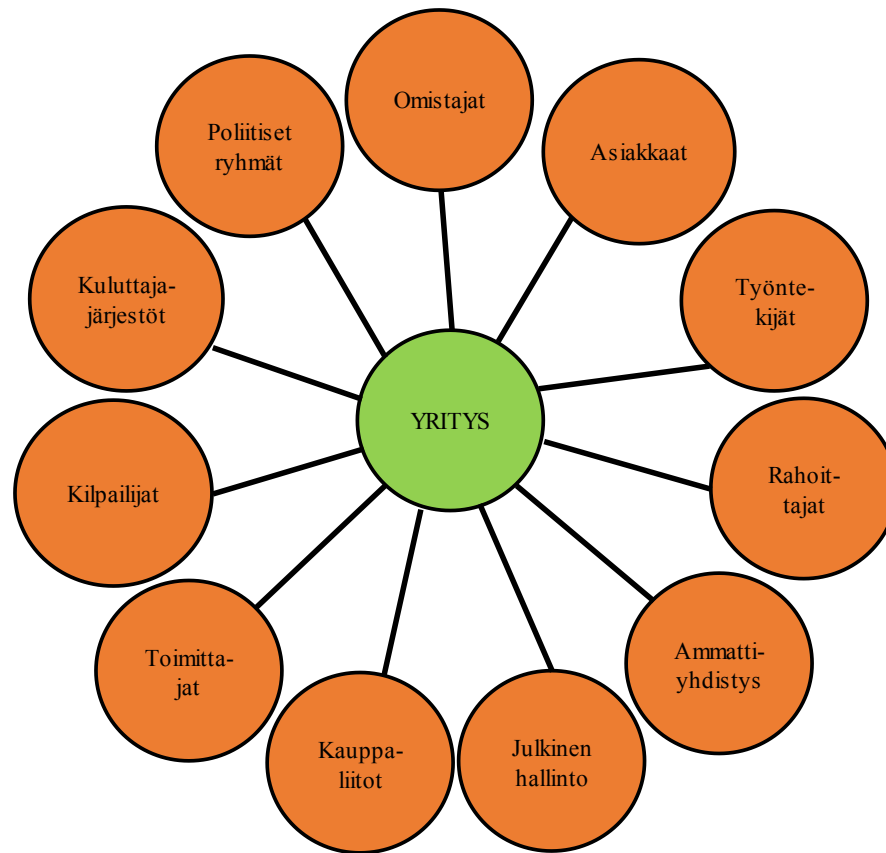 Omistajat
Asiakkaat
Työnte-
kijät
Rahoit-
tajat
Ammatti-
yhdistys
Julkinen
hallinto
Kauppa-
liitot
Toimitta-
jat
Kilpailijat
Kuluttaja-
järjestöt
Poliitiset
ryhmät
YRITYS